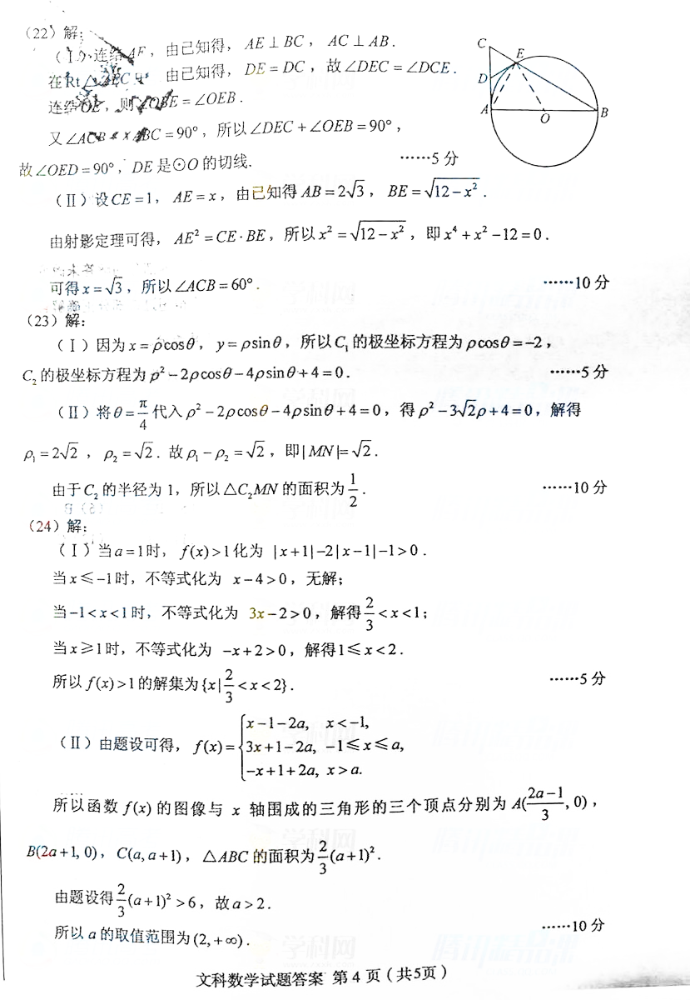 (22) 解:
(Ⅰ) 连结AE, 由已知得, AE⊥BC, AC⊥AB.
在Rt△AEC中, 由已知得, DE=DC, 故∠DEC=∠DCE.
连结OE, 则∠OBE=∠OEB.
又∠ACB+∠ABC=90°, 所以∠DEC+∠OEB=90°,
故∠OED=90°, DE是⊙O的切线. ……5分
(Ⅱ) 设CE=1, AE=x, 由已知得AB=2√3, BE=√(12-x²).
由射影定理可得, AE²=CE·BE, 所以x²=√(12-x²), 即x⁴+x²-12=0.
可得x=√3, 所以∠ACB=60°. ……10分
(23) 解:
(Ⅰ) 因为x=ρcosθ, y=ρsinθ, 所以C₁的极坐标方程为ρcosθ=-2,
C₂的极坐标方程为ρ²-2ρcosθ-4ρsinθ+4=0. ……5分
(Ⅱ) 将θ=π/4代入ρ²-2ρcosθ-4ρsinθ+4=0, 得ρ²-3√2ρ+4=0, 解得
ρ₁=2√2, ρ₂=√2. 故ρ₁-ρ₂=√2, 即|MN|=√2.
由于C₂的半径为1, 所以△C₂MN的面积为1/2. ……10分
(24) 解:
(Ⅰ) 当a=1时, f(x)>1化为 |x+1|-2|x-1|-1>0.
当x≤-1时, 不等式化为 x-4>0, 无解;
当-1<x<1时, 不等式化为 3x-2>0, 解得2/3<x<1;
当x≥1时, 不等式化为 -x+2>0, 解得1≤x<2.
所以f(x)>1的解集为{x|2/3<x<2}. ……5分
(Ⅱ) 由题设可得, f(x)={x-1-2a, x<-1,
3x+1-2a, -1≤x≤a,
-x+1+2a, x>a.
所以函数f(x)的图像与 x 轴围成的三角形的三个顶点分别为A((2a-1)/3, 0),
B(2a+1, 0), C(a, a+1), △ABC的面积为2/3(a+1)².
由题设得2/3(a+1)²>6, 故a>2.
所以a的取值范围为(2, +∞). ……10分
C
E
D
A
O
B
文科数学试题答案 第4页(共5页)